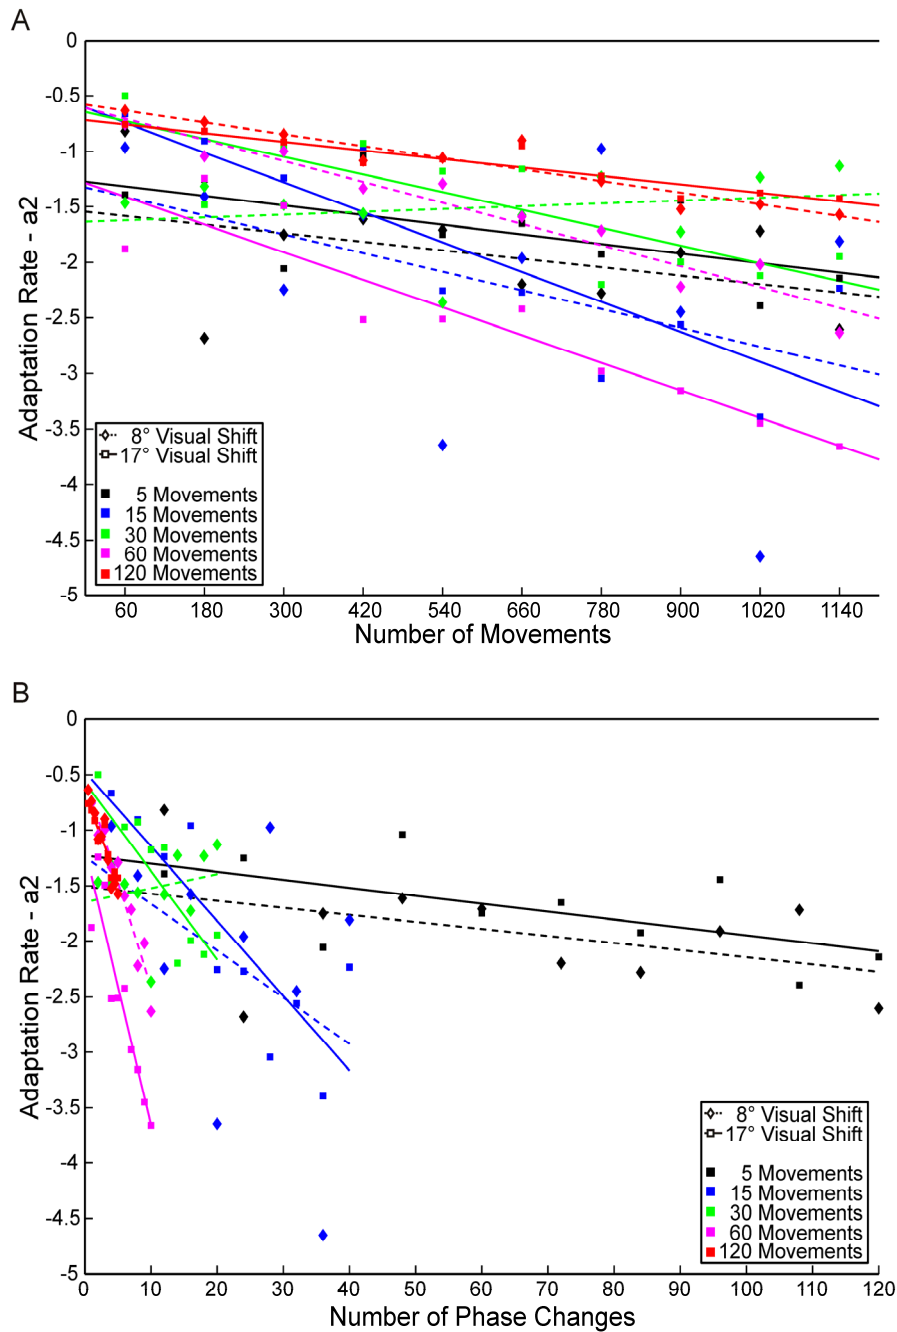 A
0
-0.5
-1
-1.5
-2
-2.5
-3
-3.5
-4
-4.5
-5
Adaptation Rate - a2
8° Visual Shift
17° Visual Shift
5 Movements
15 Movements
30 Movements
60 Movements
120 Movements
60 180 300 420 540 660 780 900 1020 1140
Number of Movements
B
0
-0.5
-1
-1.5
-2
-2.5
-3
-3.5
-4
-4.5
-5
Adaptation Rate - a2
8° Visual Shift
17° Visual Shift
5 Movements
15 Movements
30 Movements
60 Movements
120 Movements
0 10 20 30 40 50 60 70 80 90 100 110 120
Number of Phase Changes